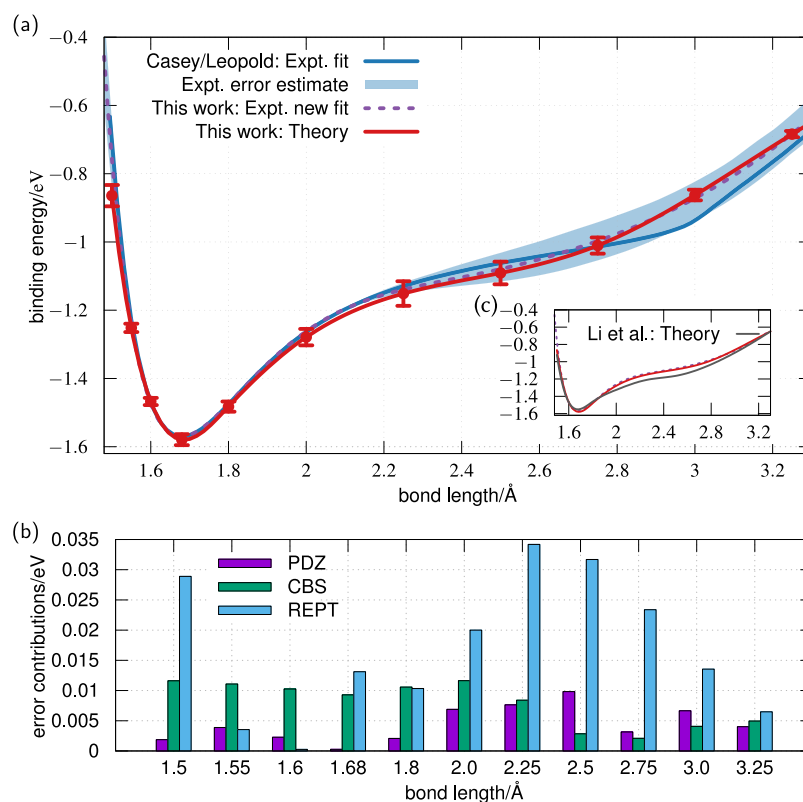 (a)
Casey/Leopold: Expt. fit
Expt. error estimate
This work: Expt. new fit
This work: Theory
binding energy/eV
−0.4
−0.6
−0.8
−1
−1.2
−1.4
−1.6
1.6 1.8 2 2.2 2.4 2.6 2.8 3 3.2
bond length/Å
(c)
Li et al.: Theory
−0.4
−0.6
−0.8
−1
−1.2
−1.4
−1.6
1.6 2 2.4 2.8 3.2
(b)
PDZ
CBS
REPT
error contributions/eV
0.035
0.03
0.025
0.02
0.015
0.01
0.005
0
1.5 1.55 1.6 1.68 1.8 2.0 2.25 2.5 2.75 3.0 3.25
bond length/Å